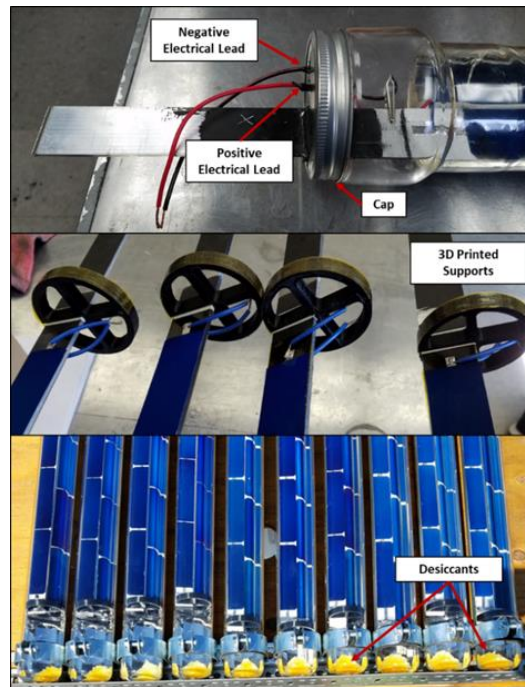 Negative
Electrical Lead
Positive
Electrical Lead
Cap
3D Printed
Supports
Desiccants